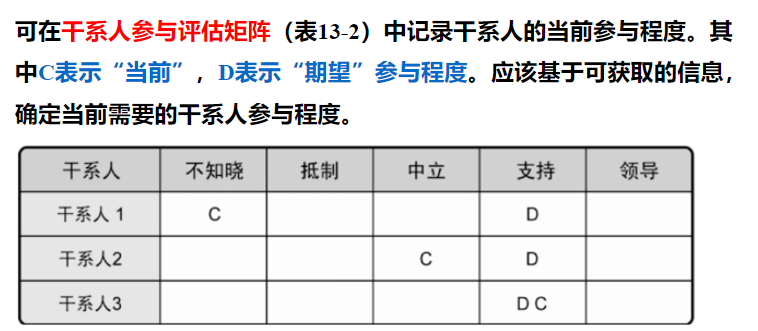 可在干系人参与评估矩阵（表13-2）中记录干系人的当前参与程度。其
中C表示“当前”，D表示“期望”参与程度。应该基于可获取的信息，
确定当前需要的干系人参与程度。
干系人 不知晓 抵制 中立 支持 领导
干系人 1 C D
干系人2 C D
干系人3 D C